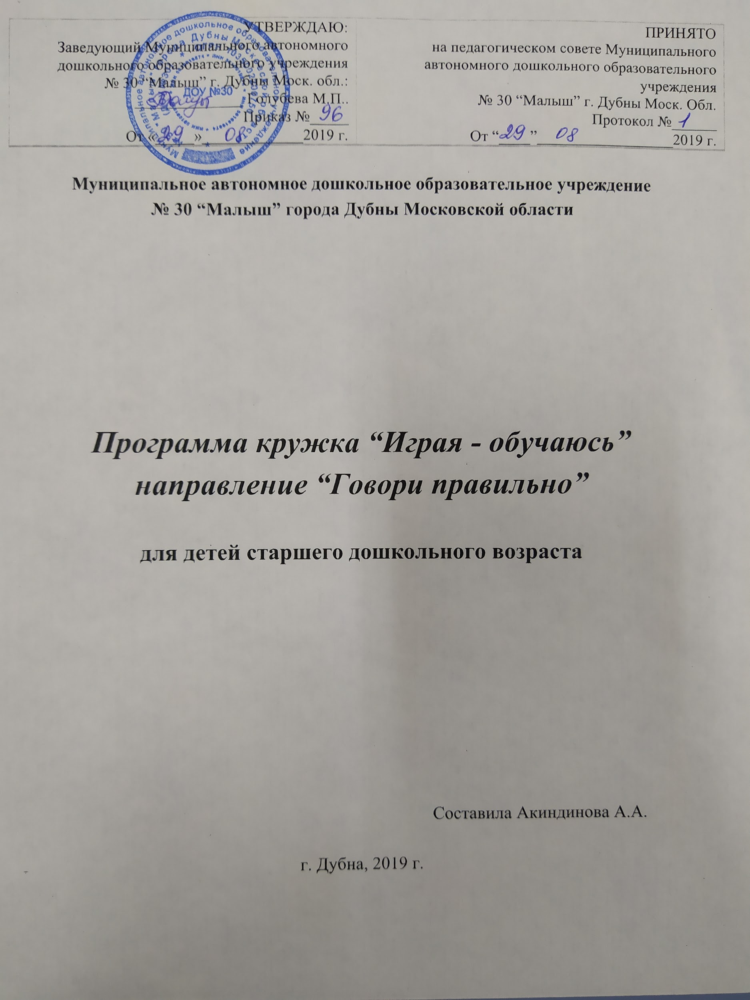 УТВЕРЖДАЮ:
Заведующий Муниципального автономного
дошкольного образовательного учреждения
№ 30 “Малыш” г. Дубны Моск. обл.:
Голубева М.П..
Приказ № 96
От «29» 08 2019 г.
ДОУ №30
ПРИНЯТО
на педагогическом совете Муниципального
автономного дошкольного образовательного
учреждения
№ 30 “Малыш” г. Дубны Моск. Обл.
Протокол № 1
От “29” 08 2019 г.
Муниципальное автономное дошкольное образовательное учреждение
№ 30 “Малыш” города Дубны Московской области
Программа кружка “Играя - обучаюсь”
направление “Говори правильно”
для детей старшего дошкольного возраста
Составила Акиндинова А.А.
г. Дубна, 2019 г.